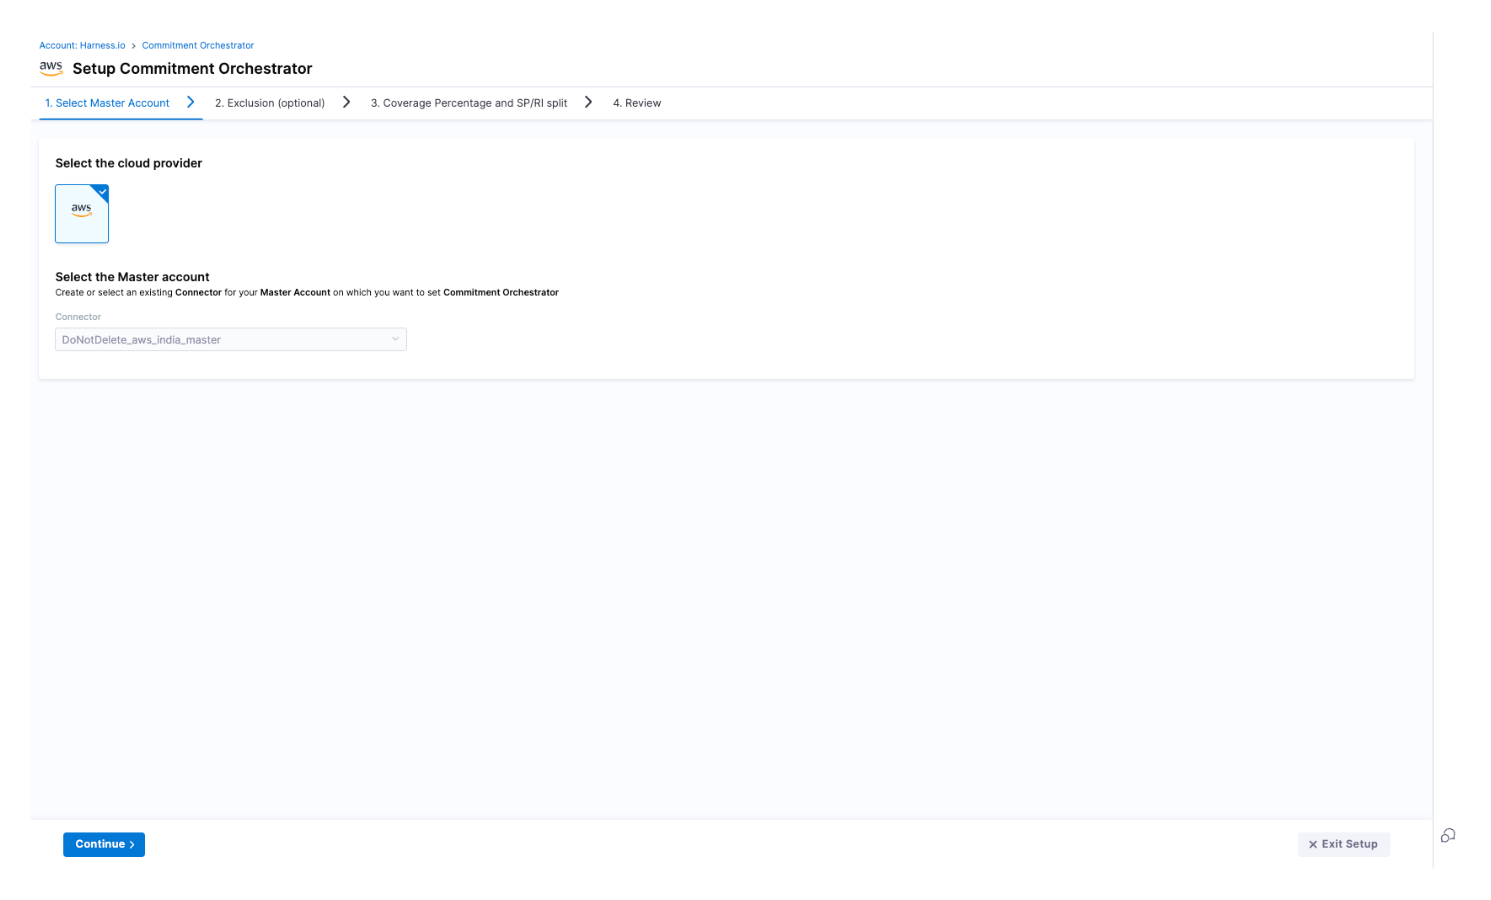 Account: Harness.io > Commitment Orchestrator
aws Setup Commitment Orchestrator
1. Select Master Account > 2. Exclusion (optional) > 3. Coverage Percentage and SP/RI split > 4. Review
Select the cloud provider
aws
Select the Master account
Create or select an existing Connector for your Master Account on which you want to set Commitment Orchestrator
Connector
DoNotDelete_aws_india_master
Continue >
× Exit Setup